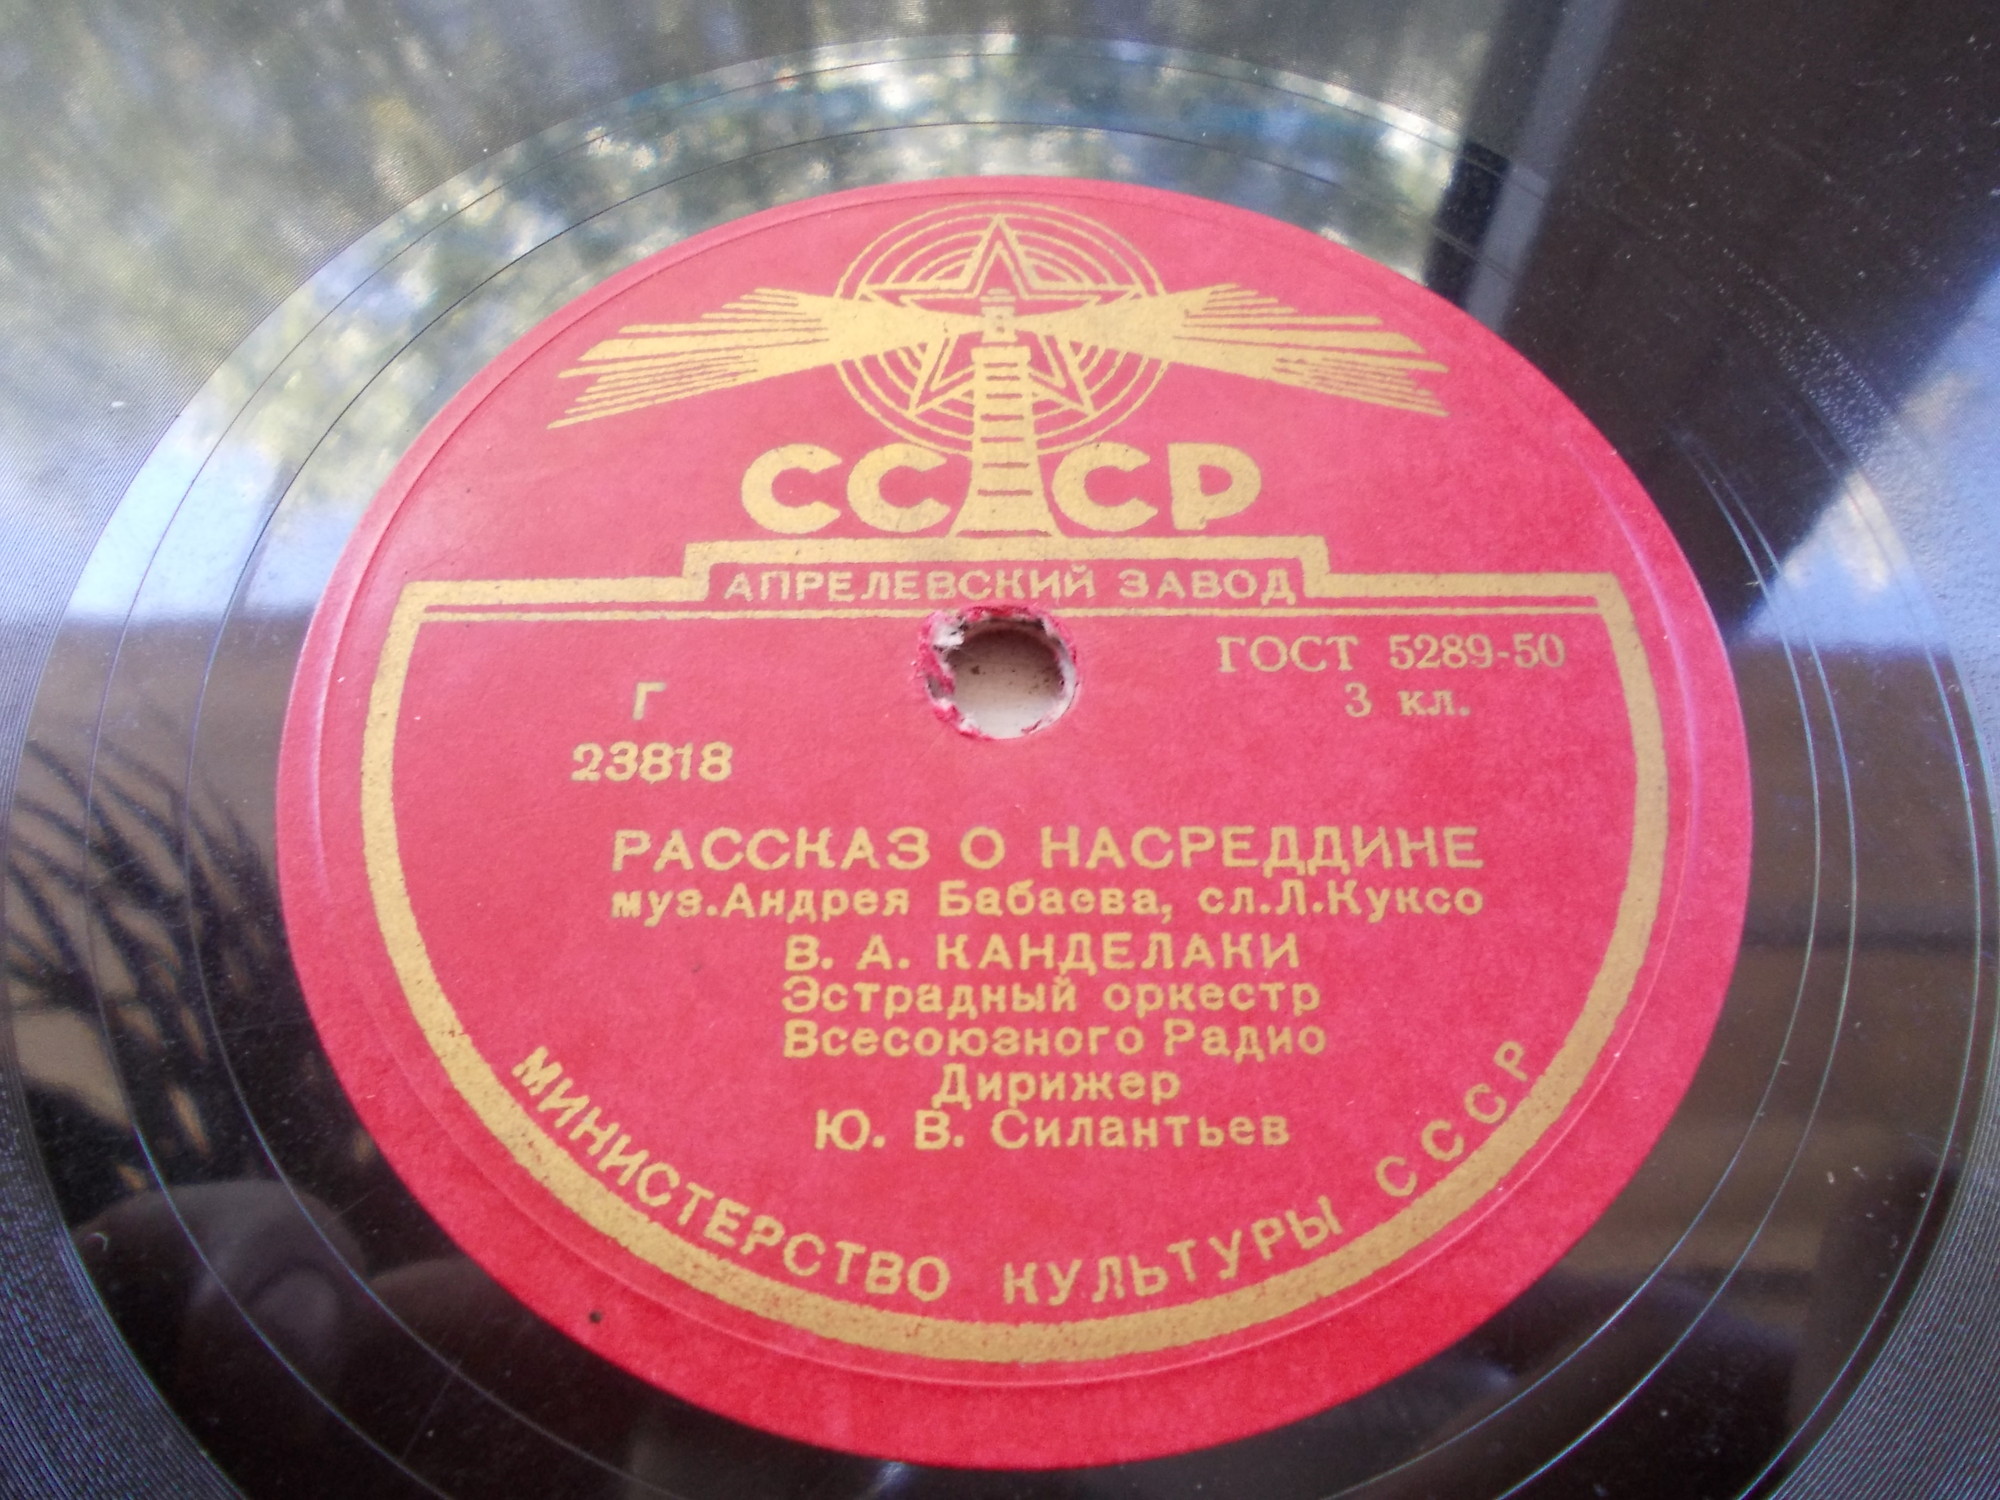 СССР
АПРЕЛЕВСКИЙ ЗАВОД
ГОСТ 5289-50
3 кл.
Г
23818
РАССКАЗ О НАСРЕДДИНЕ
муз.Андрея Бабаева, сл.Л.Куксо
В. А. КАНДЕЛАКИ
Эстрадный оркестр
Всесоюзного Радио
Дирижер
Ю. В. Силантьев
МИНИСТЕРСТВО КУЛЬТУРЫ СССР